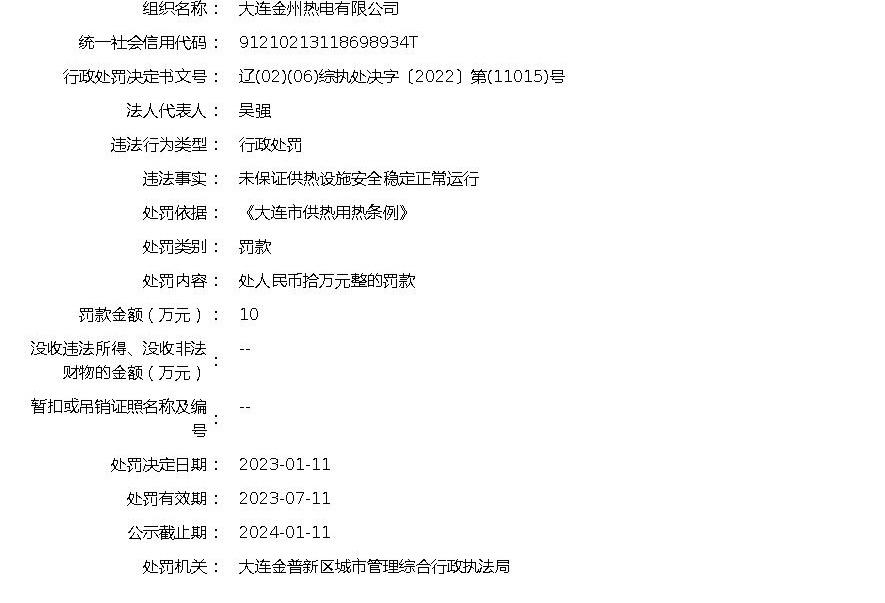 组织名称： 大连金州热电有限公司
统一社会信用代码： 91210213118698934T
行政处罚决定书文号： 辽(02)(06)综执处决字〔2022〕第(11015)号
法人代表人： 吴强
违法行为类型： 行政处罚
违法事实： 未保证供热设施安全稳定正常运行
处罚依据： 《大连市供热用热条例》
处罚类别： 罚款
处罚内容： 处人民币拾万元整的罚款
罚款金额（万元）： 10
没收违法所得、没收非法
财物的金额（万元）： --
暂扣或吊销证照名称及编
号： --
处罚决定日期： 2023-01-11
处罚有效期： 2023-07-11
公示截止期： 2024-01-11
处罚机关： 大连金普新区城市管理综合行政执法局